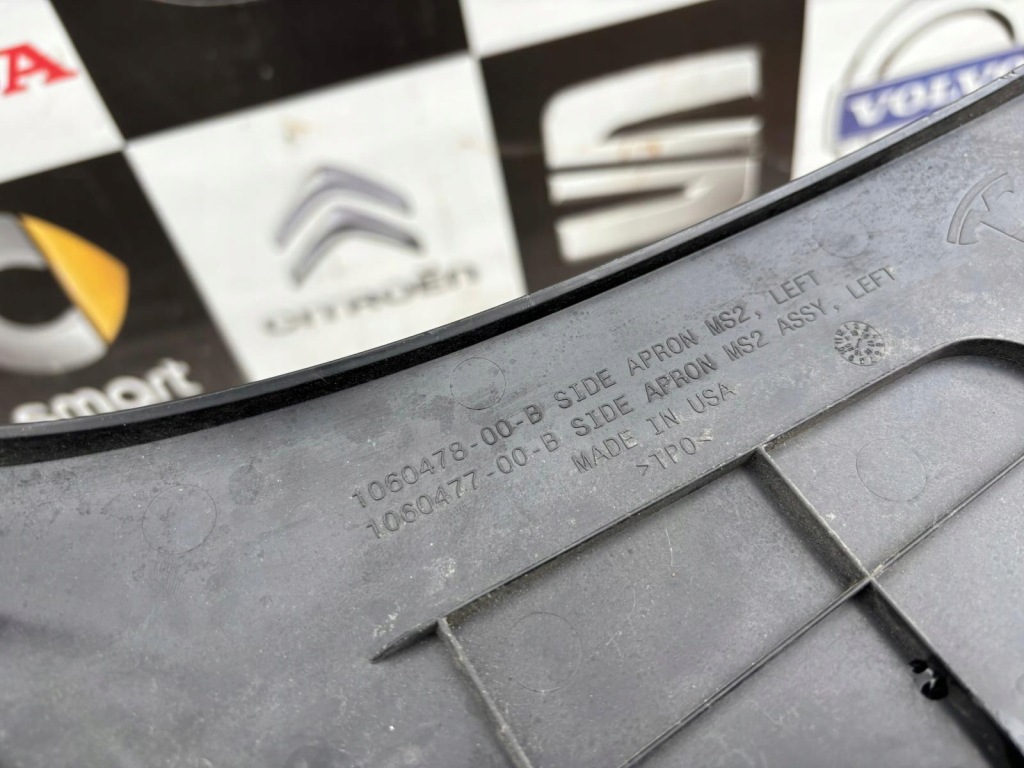 A
VOLVO
CITROËN
smart
1060478-00-B SIDE APRON MS2, LEFT
1060477-00-B SIDE APRON MS2 ASSY, LEFT
MADE IN USA
>TPO<